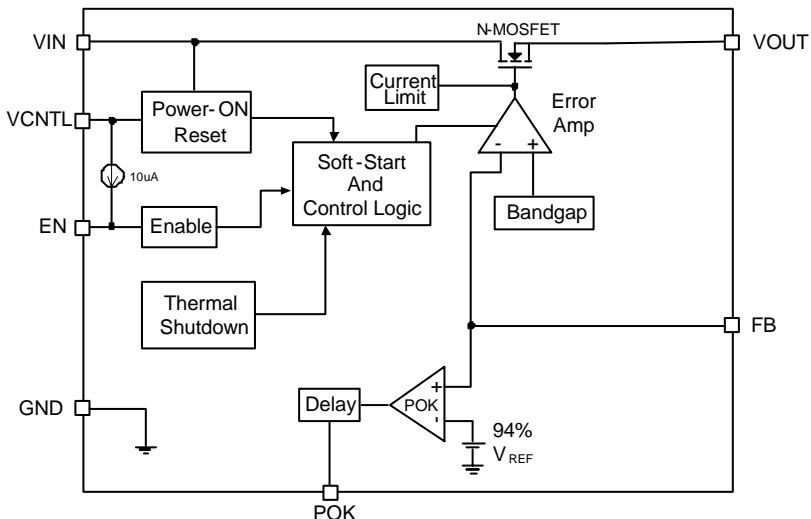 N-MOSFET
VIN
VOUT
Current
Limit
Power-ON
Reset
VCNTL
Error
Amp
- +
Soft-Start
And
Control Logic
10uA
EN
Enable
Bandgap
Thermal
Shutdown
FB
+
POK
-
Delay
GND
94%
VREF
POK